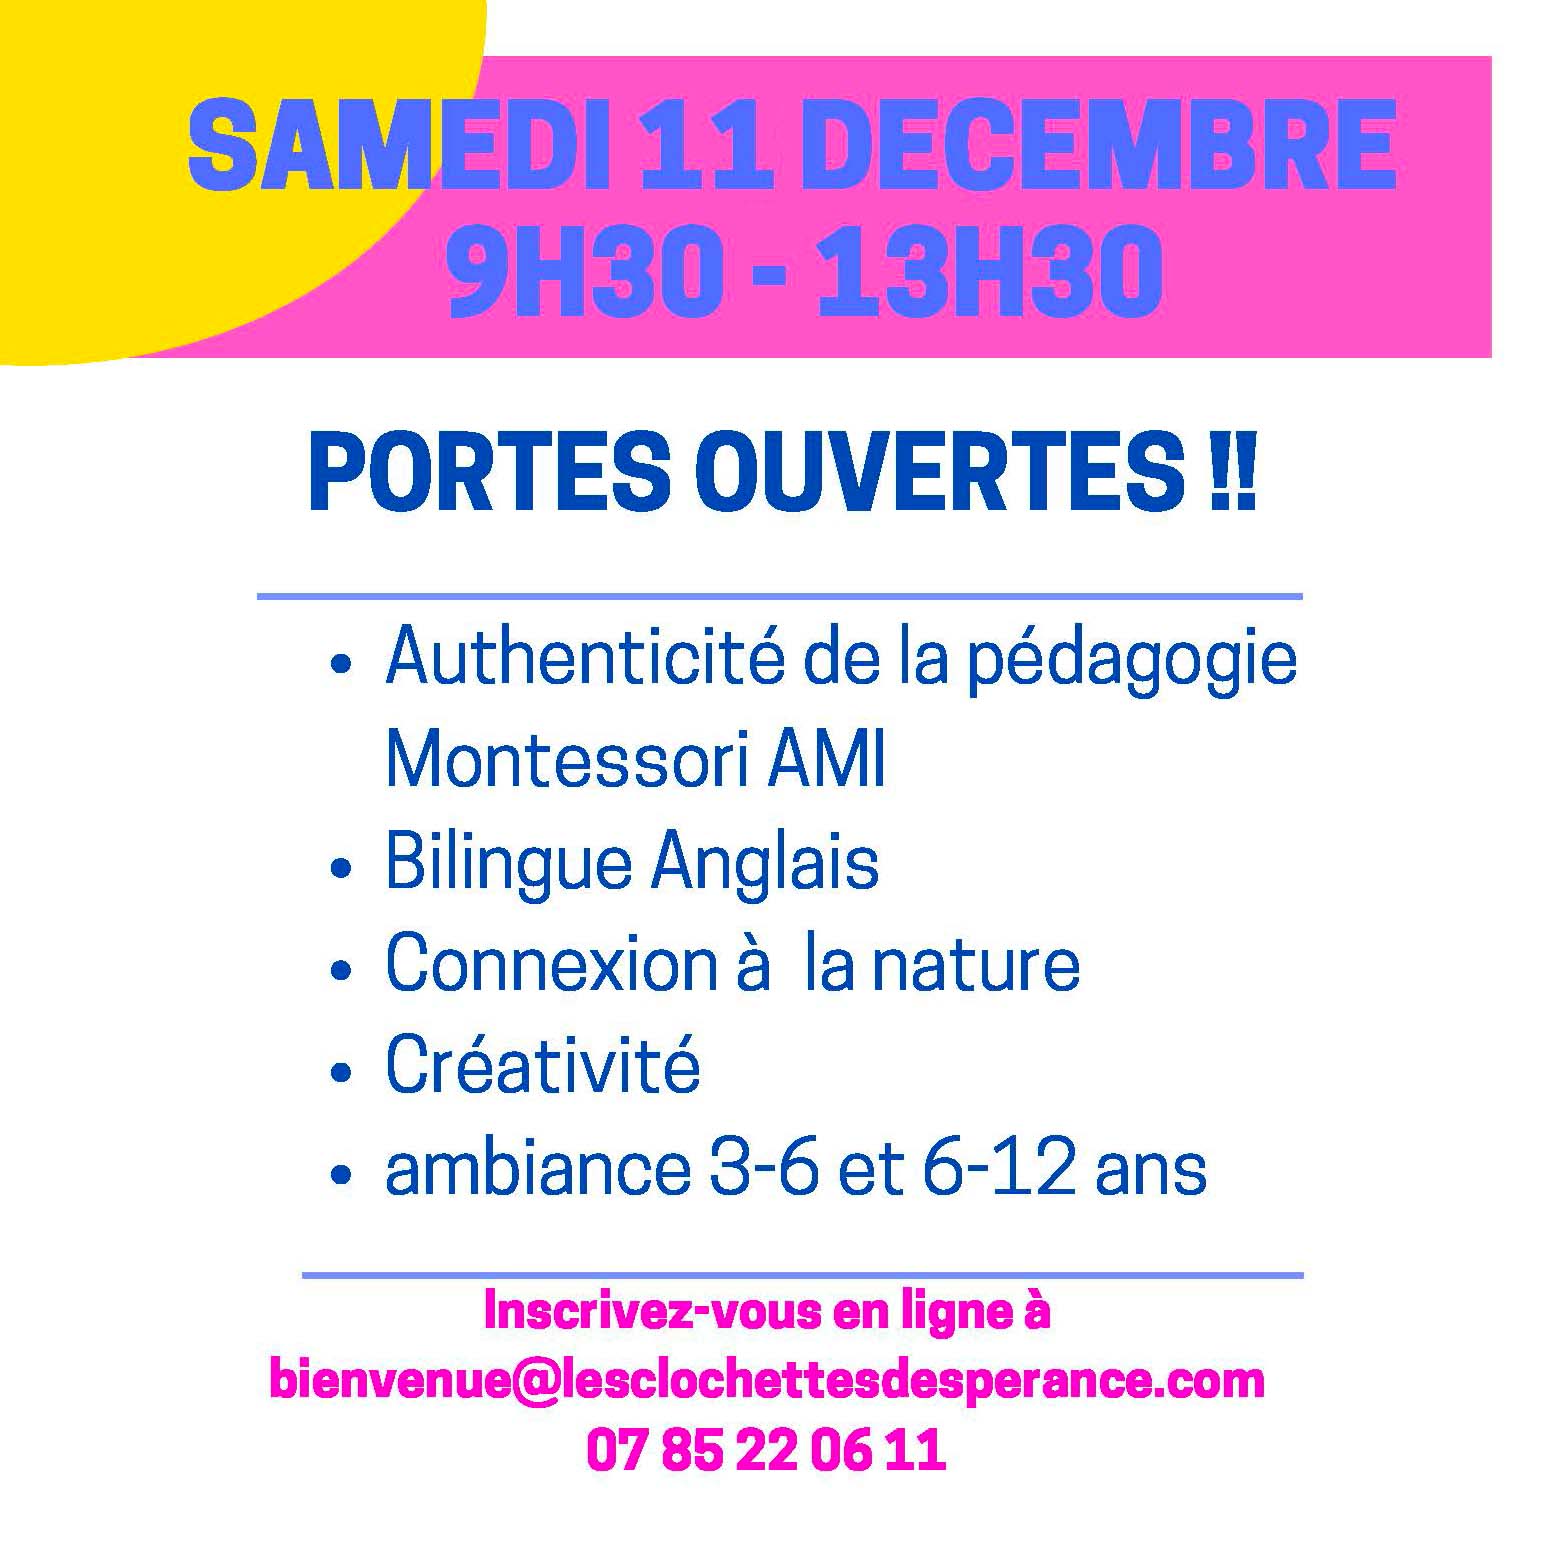 SAMEDI 11 DECEMBRE
9H30 - 13H30
PORTES OUVERTES !!
• Authenticité de la pédagogie
Montessori AMI
• Bilingue Anglais
• Connexion à la nature
• Créativité
• ambiance 3-6 et 6-12 ans
Inscrivez-vous en ligne à
bienvenue@lesclochettesdesperance.com
07 85 22 06 11